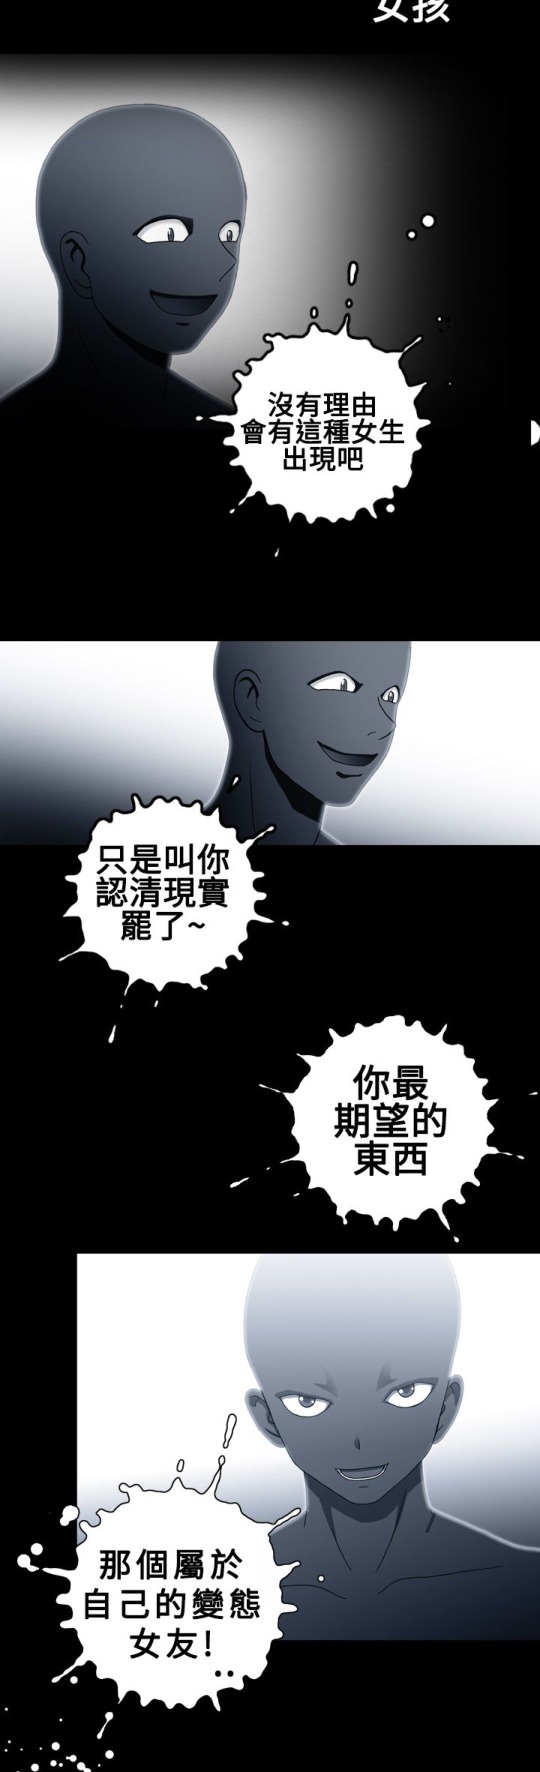 女孩
沒有理由
會有這種女生
出現吧
只是叫你
認清現實
罷了~
你最
期望的
東西
那個屬於
自己的變態
女友!
..